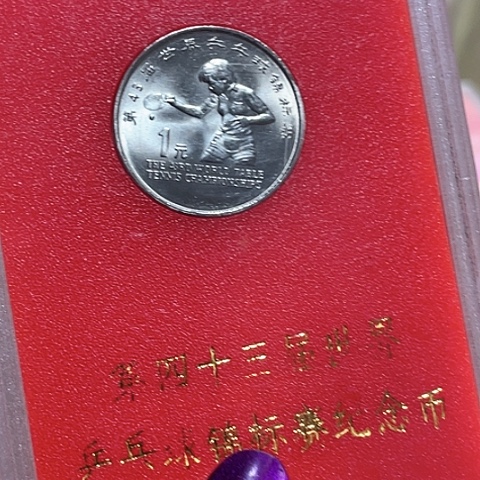 第43届世界乒乓球锦标赛
1元
THE 43RD WORLD TABLE
TENNIS CHAMPIONSHIPS
第四十三届世界
乒乓球锦标赛纪念币